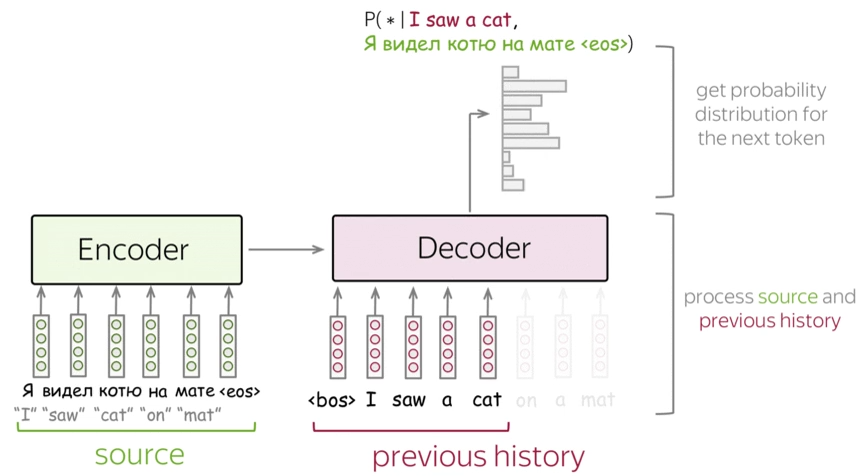 P( * | I saw a cat,
Я видел котю на мате <eos>)
get probability
distribution for
the next token
Encoder
Decoder
process source and
previous history
Я видел котю на мате <eos>
"I" "saw" "cat" "on" "mat"
<bos> I saw a cat on a mat
source
previous history